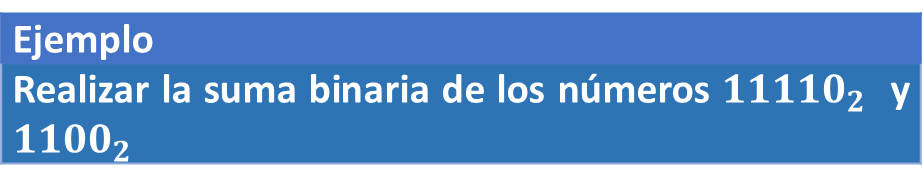 Ejemplo
Realizar la suma binaria de los números 11110₂ y
1100₂